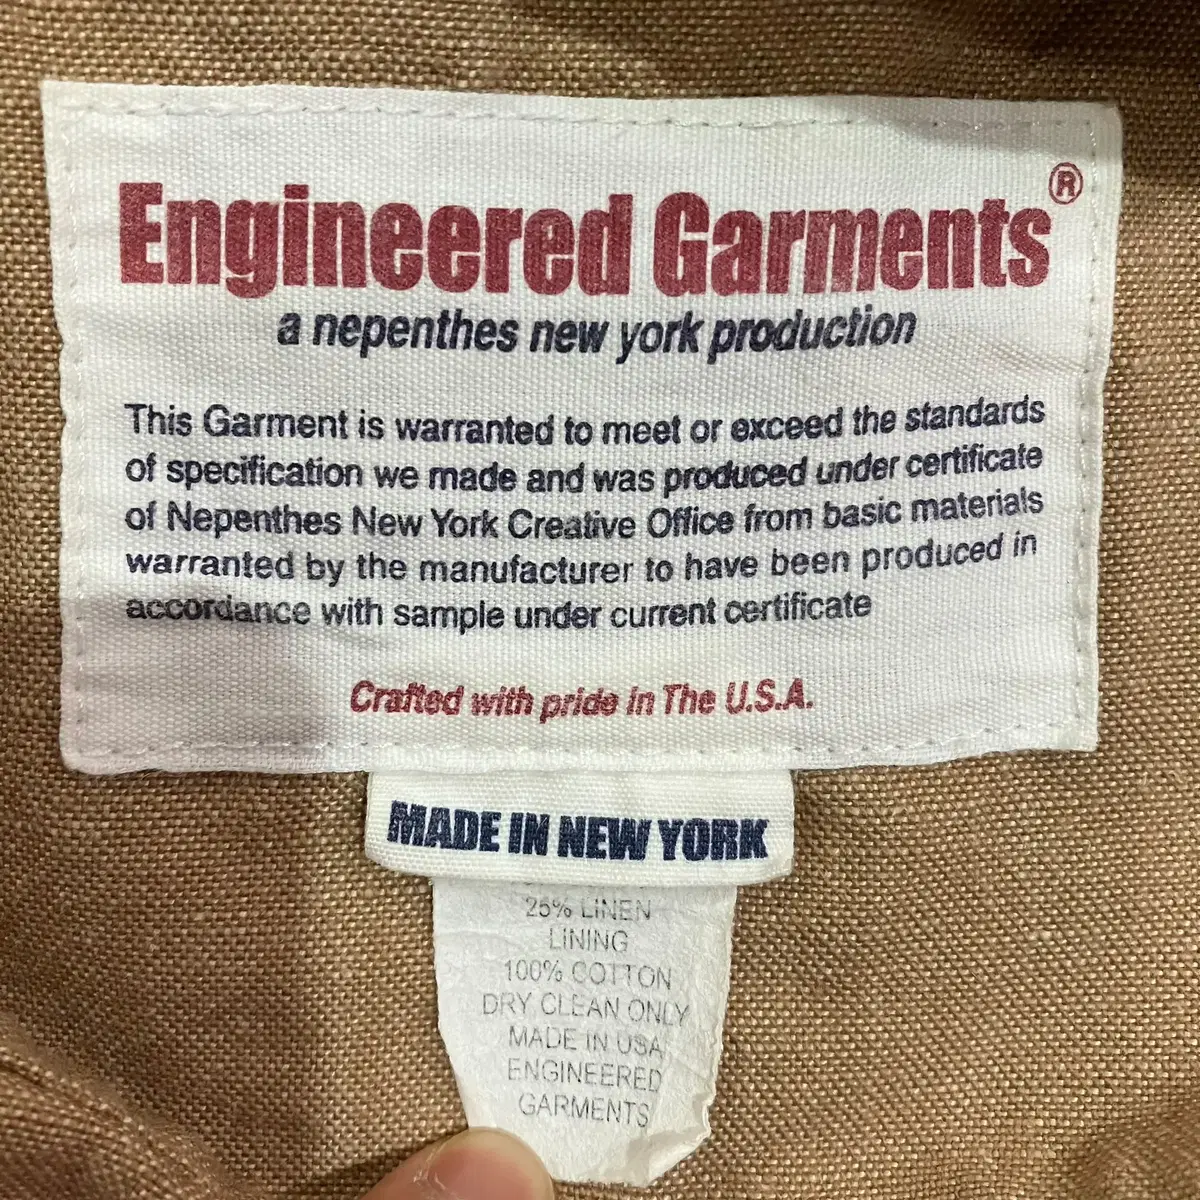 Engineered Garments®
a nepenthes new york production
This Garment is warranted to meet or exceed the standards
of specification we made and was produced under certificate
of Nepenthes New York Creative Office from basic materials
warranted by the manufacturer to have been produced in
accordance with sample under current certificate
Crafted with pride in The U.S.A.
MADE IN NEW YORK
25% LINEN
LINING
100% COTTON
DRY CLEAN ONLY
MADE IN USA
ENGINEERED
GARMENTS